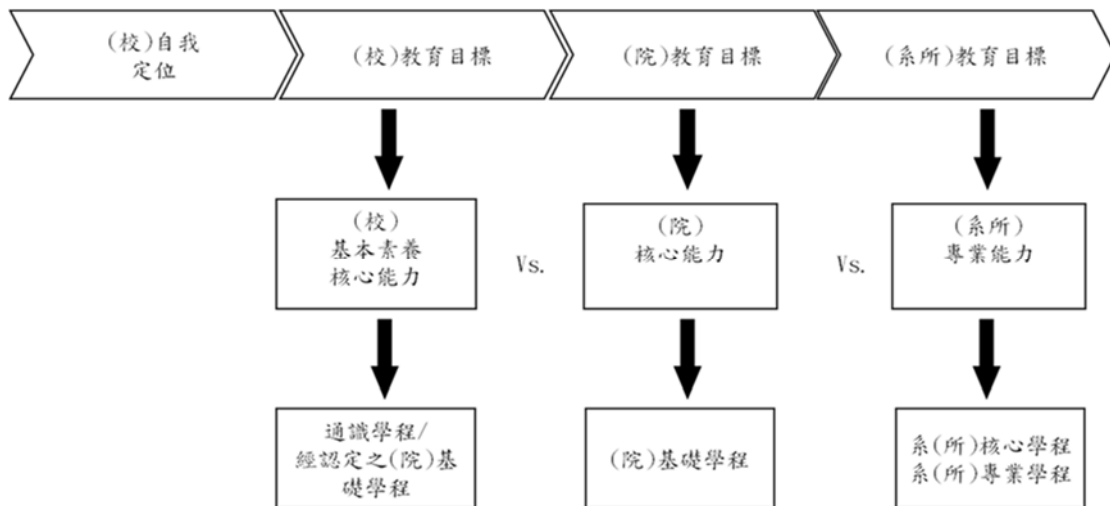 (校)自我
定位
(校)教育目標
(院)教育目標
(系所)教育目標
(校)
基本素養
核心能力
Vs.
(院)
核心能力
Vs.
(系所)
專業能力
通識學程/
經認定之(院)基
礎學程
(院)基礎學程
系(所)核心學程
系(所)專業學程